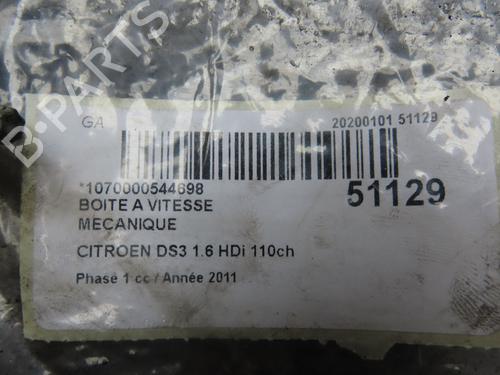 B-PARTS
GA
20200101 51129
*1070000544698
51129
BOITE A VITESSE
MECANIQUE
CITROEN DS3 1.6 HDi 110ch
Phase 1 cc / Année 2011